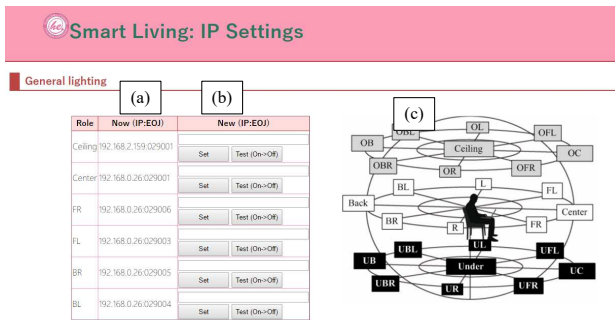 hc
Smart Living: IP Settings
General lighting
(a)
(b)
Role Now (IP:EOJ) New (IP:EOJ)
Ceiling 192.168.2.159:029001
Set Test (On->Off)
Center 192.168.0.26:029001
Set Test (On->Off)
FR 192.168.0.26:029006
Set Test (On->Off)
FL 192.168.0.26:029003
Set Test (On->Off)
BR 192.168.0.26:029005
Set Test (On->Off)
BL 192.168.0.26:029004
Set Test (On->Off)
(c)
OBL OL OFL
OB Ceiling OC
OBR OR OFR
BL L FL
Back Center
BR R FR
UBL UL UFL
UB Under UC
UBR UR UFR